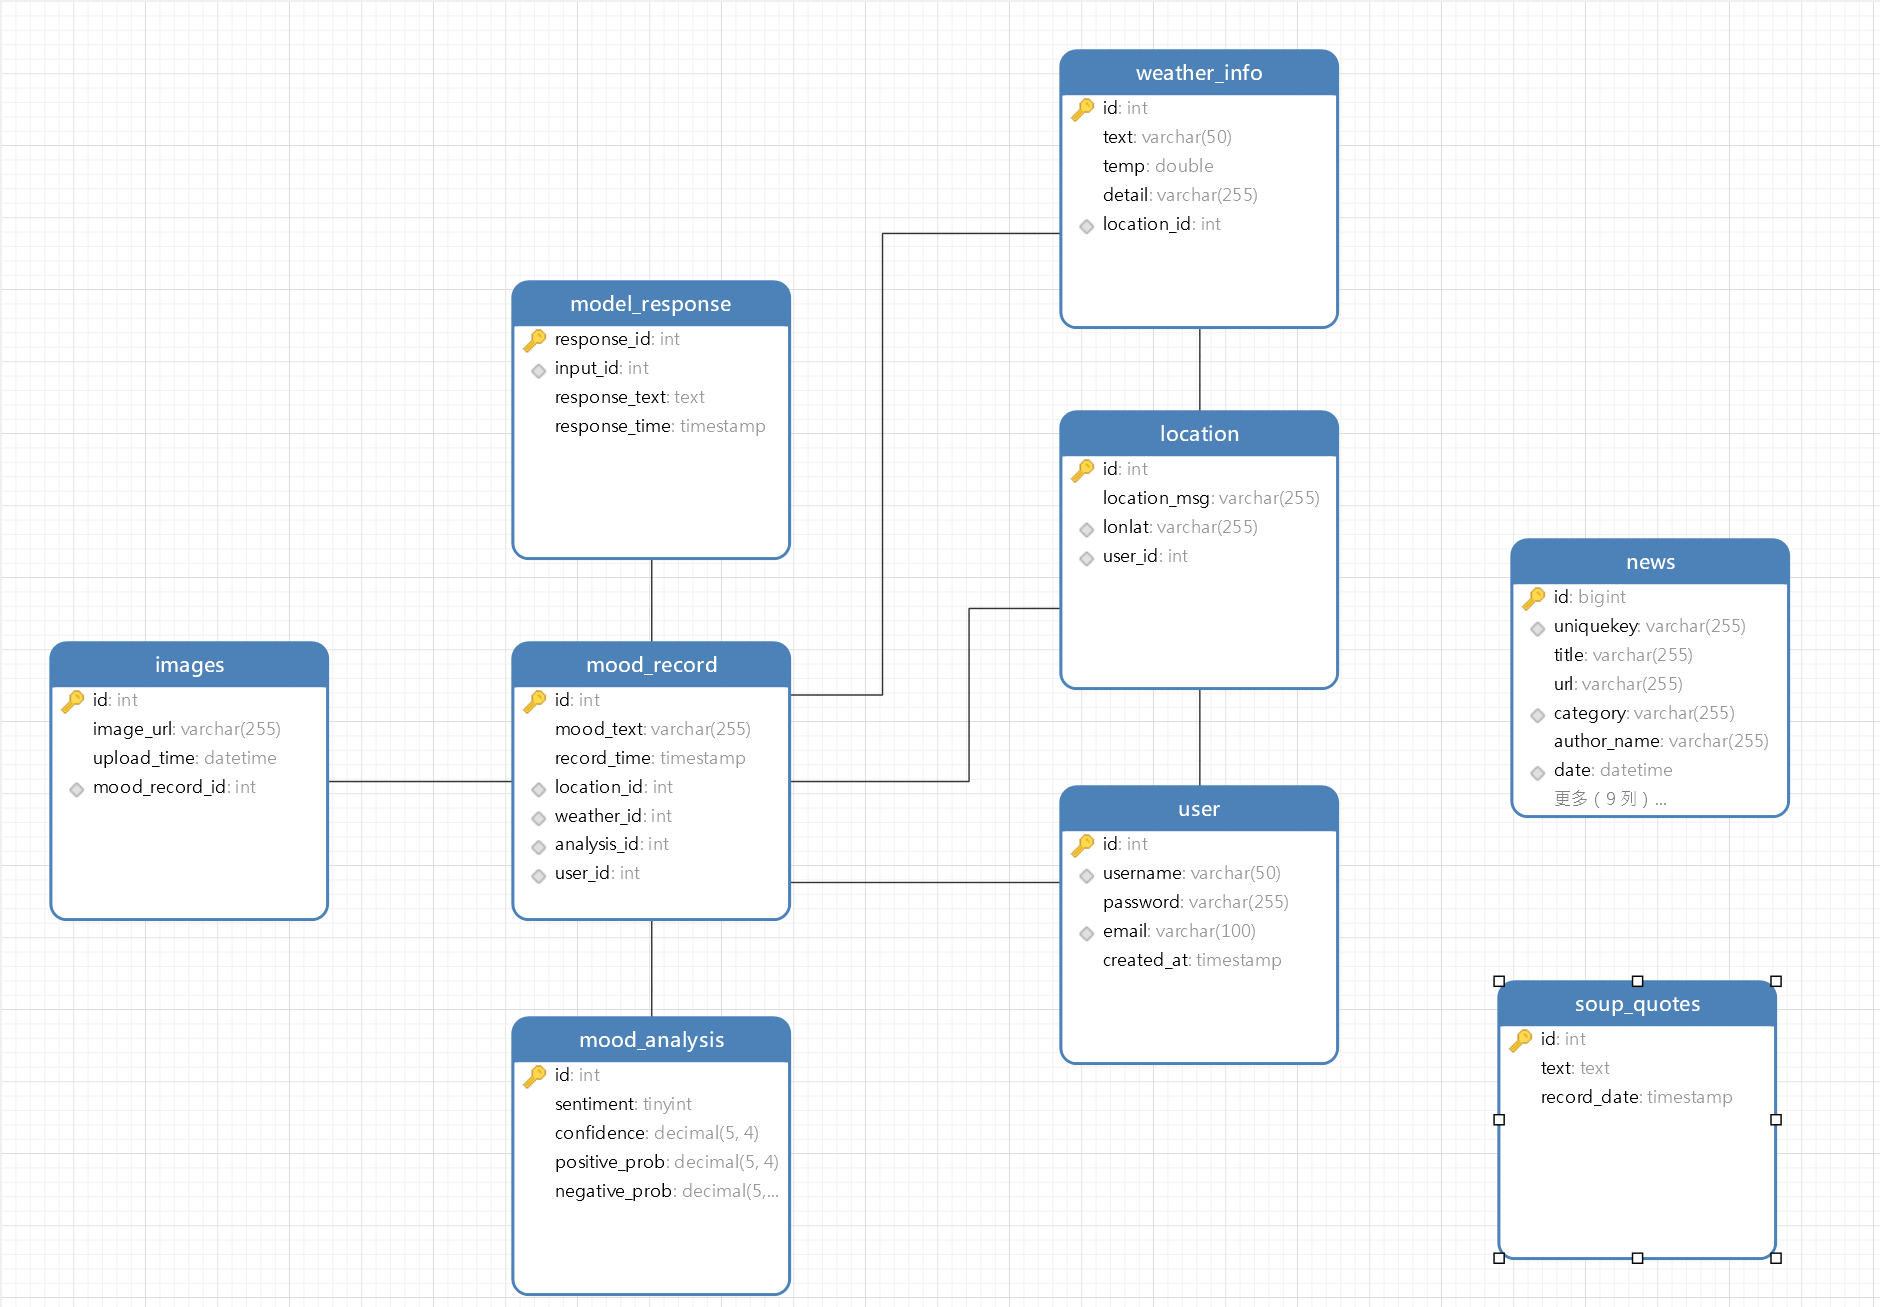 weather_info
id: int
text: varchar(50)
temp: double
detail: varchar(255)
location_id: int
model_response
response_id: int
input_id: int
response_text: text
response_time: timestamp
location
id: int
location_msg: varchar(255)
lonlat: varchar(255)
user_id: int
news
id: bigint
uniquekey: varchar(255)
title: varchar(255)
url: varchar(255)
category: varchar(255)
author_name: varchar(255)
date: datetime
更多 ( 9 列 ) ...
images
id: int
image_url: varchar(255)
upload_time: datetime
mood_record_id: int
mood_record
id: int
mood_text: varchar(255)
record_time: timestamp
location_id: int
weather_id: int
analysis_id: int
user_id: int
user
id: int
username: varchar(50)
password: varchar(255)
email: varchar(100)
created_at: timestamp
soup_quotes
id: int
text: text
record_date: timestamp
mood_analysis
id: int
sentiment: tinyint
confidence: decimal(5, 4)
positive_prob: decimal(5, 4)
negative_prob: decimal(5,...